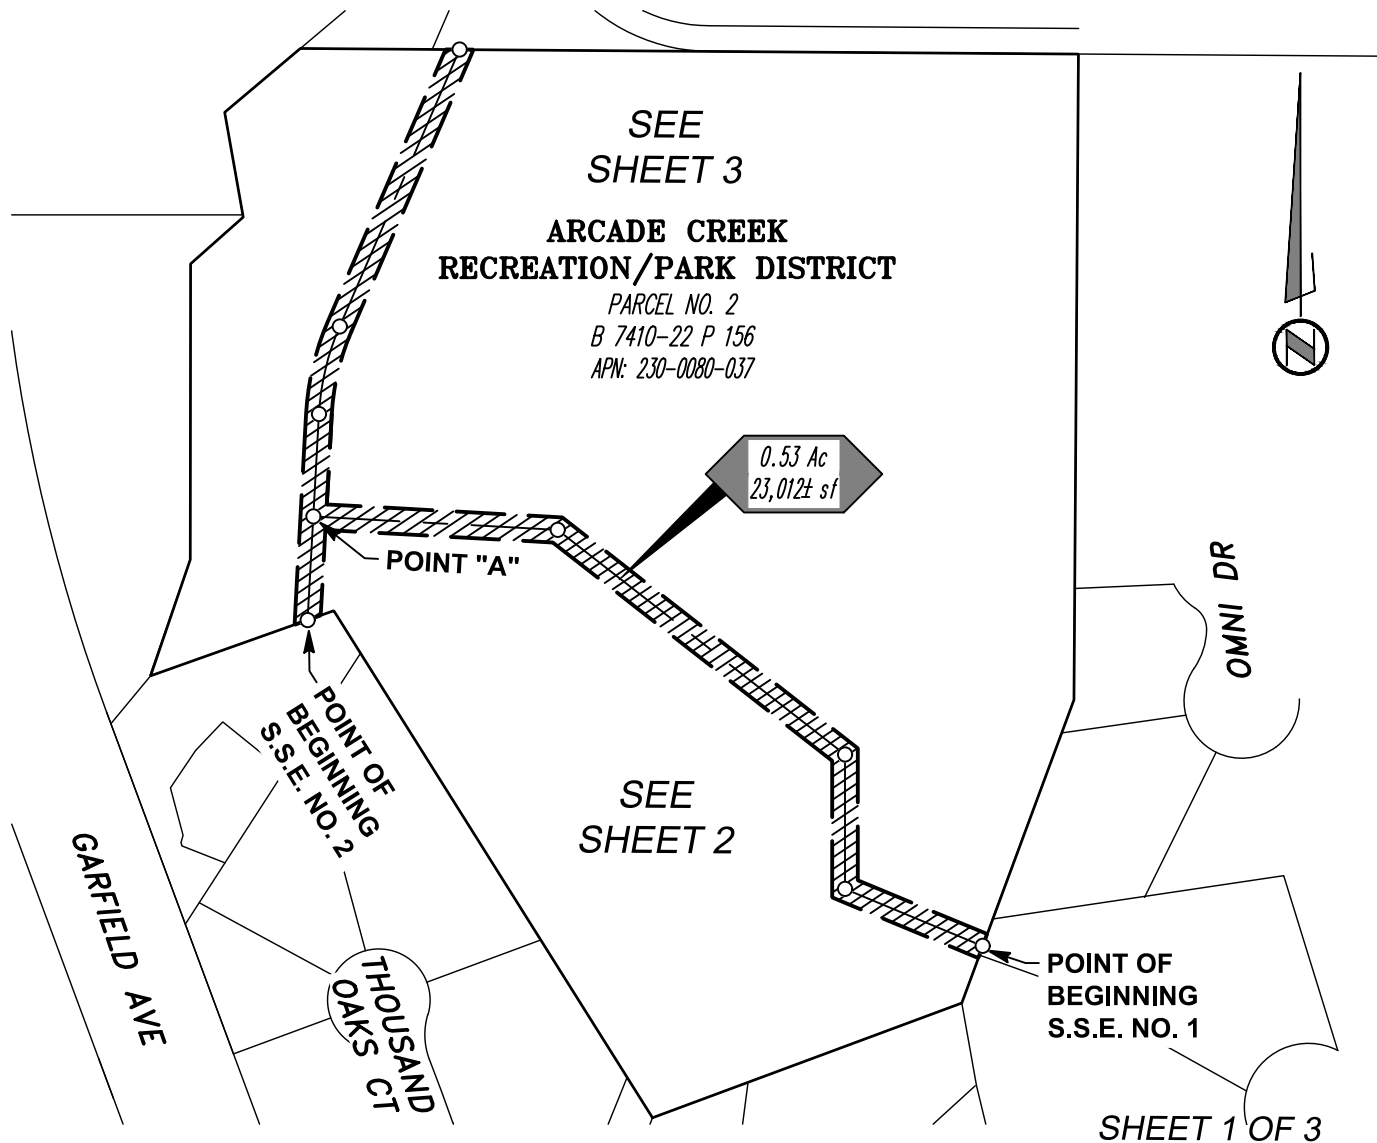 SEE
SHEET 3
ARCADE CREEK
RECREATION/PARK DISTRICT
PARCEL NO. 2
B 7410-22 P 156
APN: 230-0080-037
0.53 Ac
23,012± sf
POINT "A"
OMNI DR
POINT OF
BEGINNING
S.S.E. NO. 2
SEE
SHEET 2
GARFIELD AVE
THOUSAND
OAKS CT
POINT OF
BEGINNING
S.S.E. NO. 1
SHEET 1 OF 3
N